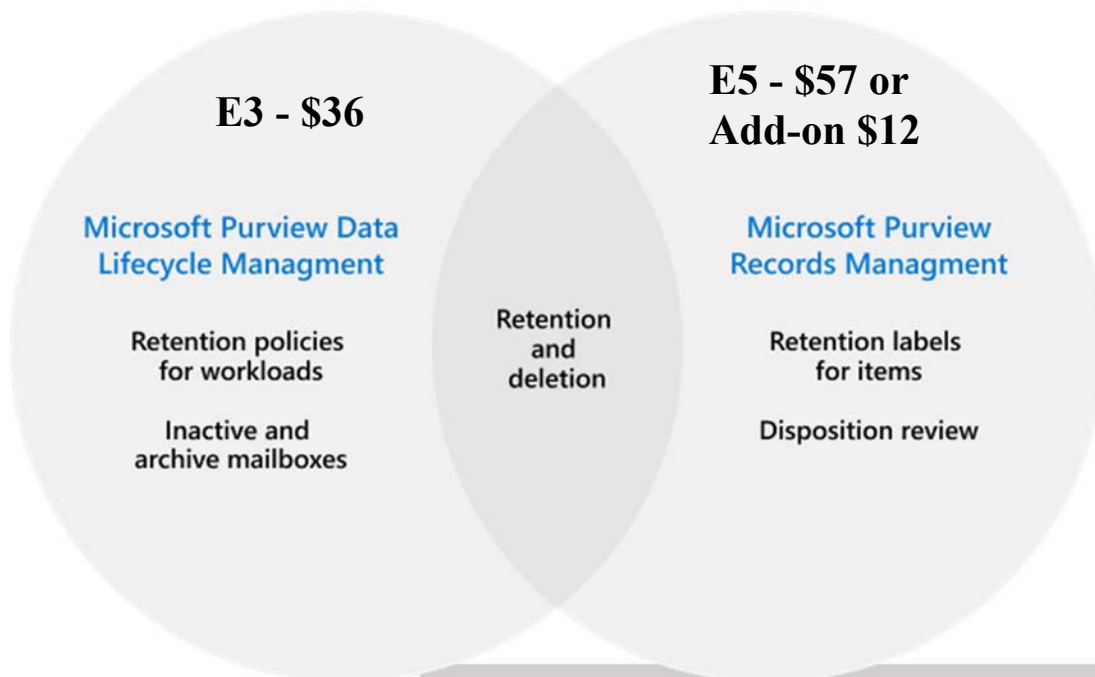 E3 - $36
Microsoft Purview Data
Lifecycle Managment
Retention policies
for workloads
Inactive and
archive mailboxes
Retention
and
deletion
E5 - $57 or
Add-on $12
Microsoft Purview
Records Managment
Retention labels
for items
Disposition review